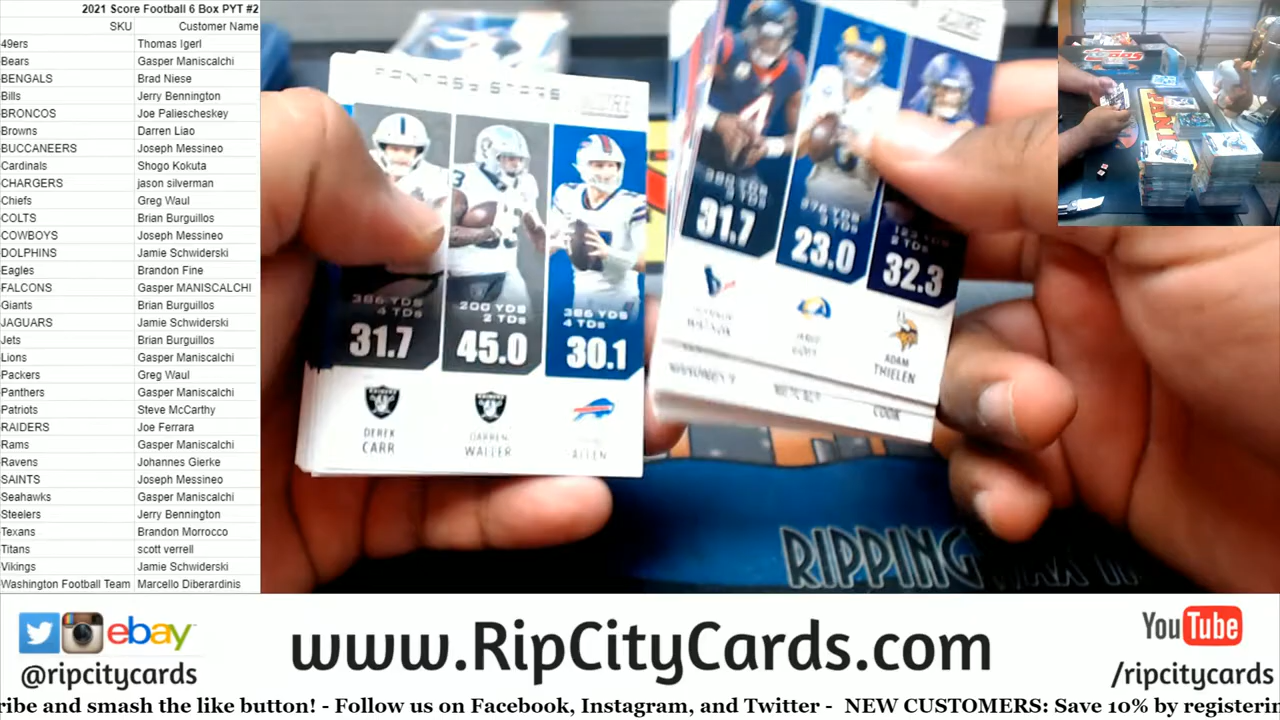 2021 Score Football 6 Box PYT #2
SKU Customer Name
49ers Thomas Igerl
Bears Gasper Maniscalchi
BENGALS Brad Niese
Bills Jerry Bennington
BRONCOS Joe Paliescheskey
Browns Darren Liao
BUCCANEERS Joseph Messineo
Cardinals Shogo Kokuta
CHARGERS jason silverman
Chiefs Greg Waul
COLTS Brian Burguillos
COWBOYS Joseph Messineo
DOLPHINS Jamie Schwiderski
Eagles Brandon Fine
FALCONS Gasper MANISCALCHI
Giants Brian Burguillos
JAGUARS Jamie Schwiderski
Jets Brian Burguillos
Lions Gasper Maniscalchi
Packers Greg Waul
Panthers Gasper Maniscalchi
Patriots Steve McCarthy
RAIDERS Joe Ferrara
Rams Gasper Maniscalchi
Ravens Johannes Gierke
SAINTS Joseph Messineo
Seahawks Gasper Maniscalchi
Steelers Jerry Bennington
Texans Brandon Morrocco
Titans scott verrell
Vikings Jamie Schwiderski
Washington Football Team Marcello Diberardinis
FANTASY STARS SCORE
386 YDS 200 YDS 386 YDS
4 TDs 2 TDs 4 TDs
31.7 45.0 30.1
DEREK DARREN
CARR WALLER ALLEN
31.7 23.0 32.3
ADAM
THIELEN
COOK
RIPPING WAX IN
ebay
@ripcitycards
www.RipCityCards.com
YouTube
/ripcitycards
ribe and smash the like button! - Follow us on Facebook, Instagram, and Twitter - NEW CUSTOMERS: Save 10% by registerin